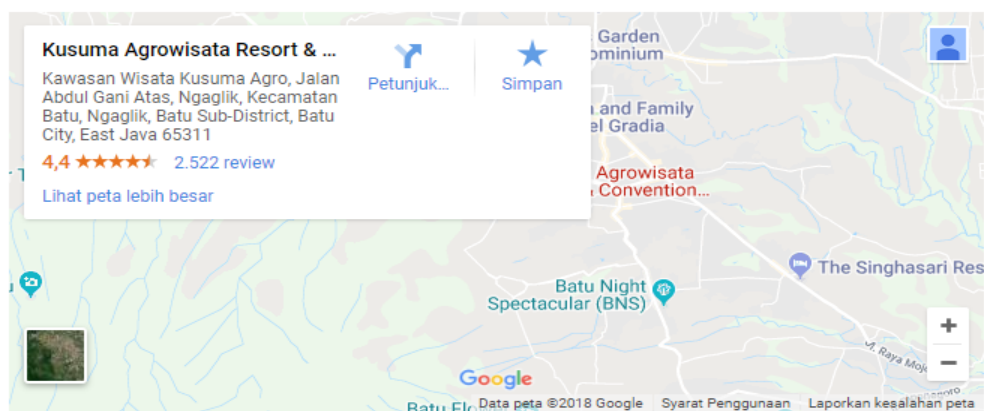 Kusuma Agrowisata Resort & ...
Kawasan Wisata Kusuma Agro, Jalan
Abdul Gani Atas, Ngaglik, Kecamatan
Batu, Ngaglik, Batu Sub-District, Batu
City, East Java 65311
4,4
2.522 review
Lihat peta lebih besar
Petunjuk...
Simpan
Garden
and Family
Gradia
Agrowisata
Convention...
The Singhasari Res
Batu Night
Spectacular (BNS)
Raya
Google
Batu
Data peta ©2018 Google
Syarat Penggunaan
Laporkan kesalahan peta